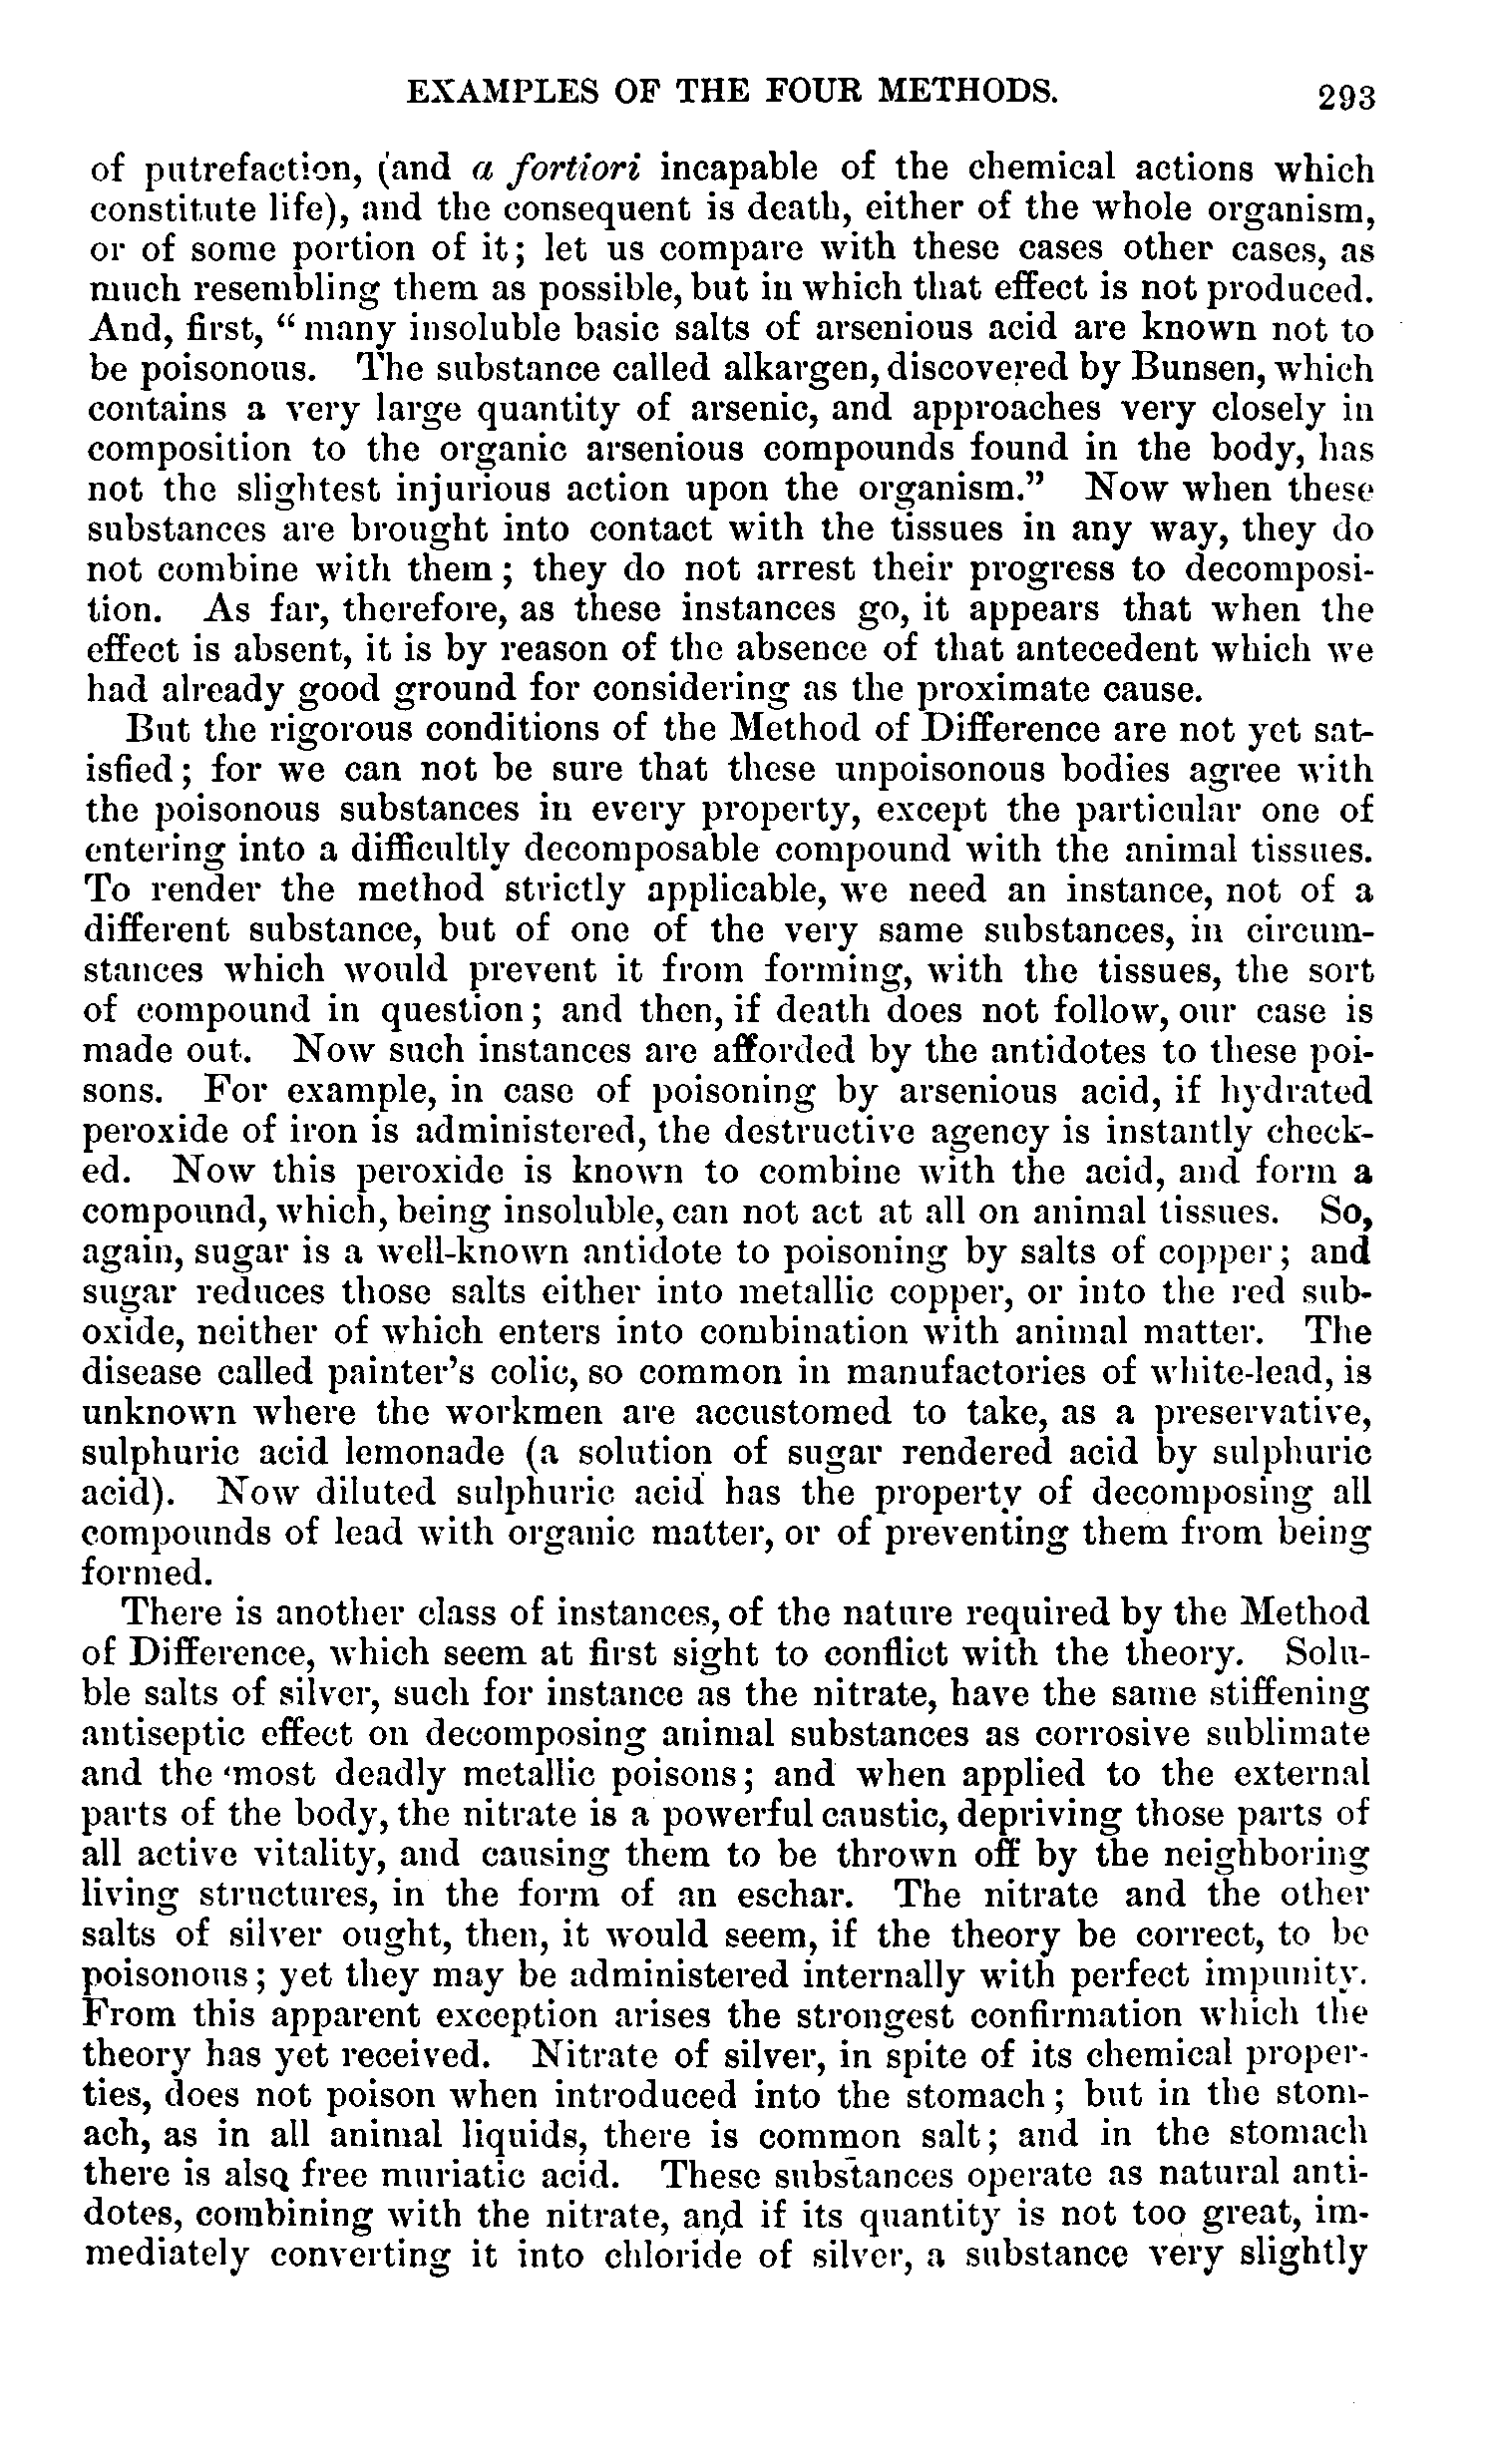 EXAMPLES OF THE FOUR METHODS. 293
of putrefaction, (and a fortiori incapable of the chemical actions which
constitute life), and the consequent is death, either of the whole organism,
or of some portion of it; let us compare with these cases other cases, as
much resembling them as possible, but in which that effect is not produced.
And, first, “many insoluble basic salts of arsenious acid are known not to
be poisonous. The substance called alkargen, discovered by Bunsen, which
contains a very large quantity of arsenic, and approaches very closely in
composition to the organic arsenious compounds found in the body, has
not the slightest injurious action upon the organism.” Now when these
substances are brought into contact with the tissues in any way, they do
not combine with them; they do not arrest their progress to decomposi-
tion. As far, therefore, as these instances go, it appears that when the
effect is absent, it is by reason of the absence of that antecedent which we
had already good ground for considering as the proximate cause.
But the rigorous conditions of the Method of Difference are not yet sat-
isfied; for we can not be sure that these unpoisonous bodies agree with
the poisonous substances in every property, except the particular one of
entering into a difficultly decomposable compound with the animal tissues.
To render the method strictly applicable, we need an instance, not of a
different substance, but of one of the very same substances, in circum-
stances which would prevent it from forming, with the tissues, the sort
of compound in question; and then, if death does not follow, our case is
made out. Now such instances are afforded by the antidotes to these poi-
sons. For example, in case of poisoning by arsenious acid, if hydrated
peroxide of iron is administered, the destructive agency is instantly check-
ed. Now this peroxide is known to combine with the acid, and form a
compound, which, being insoluble, can not act at all on animal tissues. So,
again, sugar is a well-known antidote to poisoning by salts of copper; and
sugar reduces those salts either into metallic copper, or into the red sub-
oxide, neither of which enters into combination with animal matter. The
disease called painter’s colic, so common in manufactories of white-lead, is
unknown where the workmen are accustomed to take, as a preservative,
sulphuric acid lemonade (a solution of sugar rendered acid by sulphuric
acid). Now diluted sulphuric acid has the property of decomposing all
compounds of lead with organic matter, or of preventing them from being
formed.
There is another class of instances, of the nature required by the Method
of Difference, which seem at first sight to conflict with the theory. Solu-
ble salts of silver, such for instance as the nitrate, have the same stiffening
antiseptic effect on decomposing animal substances as corrosive sublimate
and the most deadly metallic poisons; and when applied to the external
parts of the body, the nitrate is a powerful caustic, depriving those parts of
all active vitality, and causing them to be thrown off by the neighboring
living structures, in the form of an eschar. The nitrate and the other
salts of silver ought, then, it would seem, if the theory be correct, to be
poisonous; yet they may be administered internally with perfect impunity.
From this apparent exception arises the strongest confirmation which the
theory has yet received. Nitrate of silver, in spite of its chemical proper-
ties, does not poison when introduced into the stomach; but in the stom-
ach, as in all animal liquids, there is common salt; and in the stomach
there is also free muriatic acid. These substances operate as natural anti-
dotes, combining with the nitrate, and if its quantity is not too great, im-
mediately converting it into chloride of silver, a substance very slightly